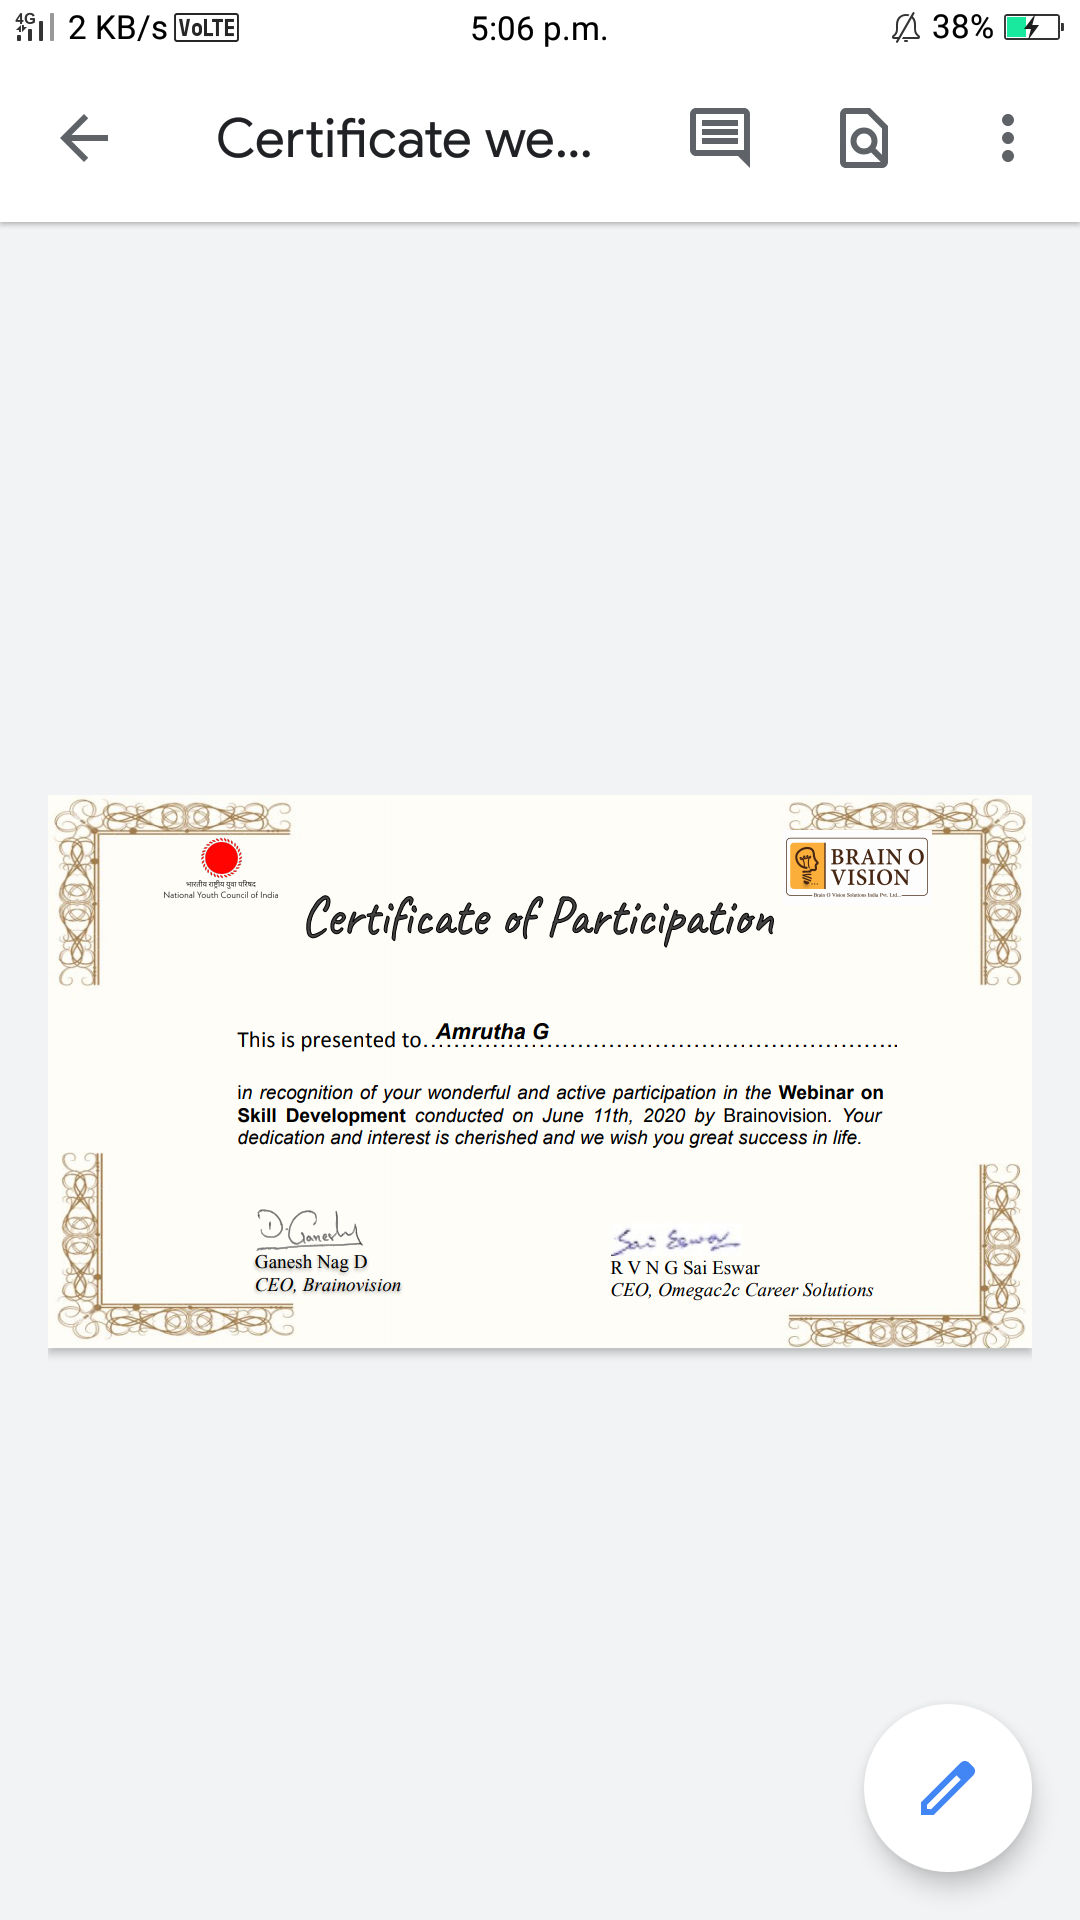 4G 2 KB/s VoLTE 5:06 p.m. 38%
Certificate we...
भारतीय राष्ट्रीय युवा परिषद
National Youth Council of India
BRAIN O
VISION
Brain O Vision Solutions India Pvt. Ltd.
Certificate of Participation
This is presented to Amrutha G
in recognition of your wonderful and active participation in the Webinar on
Skill Development conducted on June 11th, 2020 by Brainovision. Your
dedication and interest is cherished and we wish you great success in life.
D.Ganesh
Ganesh Nag D
CEO, Brainovision
Sai Eswar
R V N G Sai Eswar
CEO, Omegac2c Career Solutions